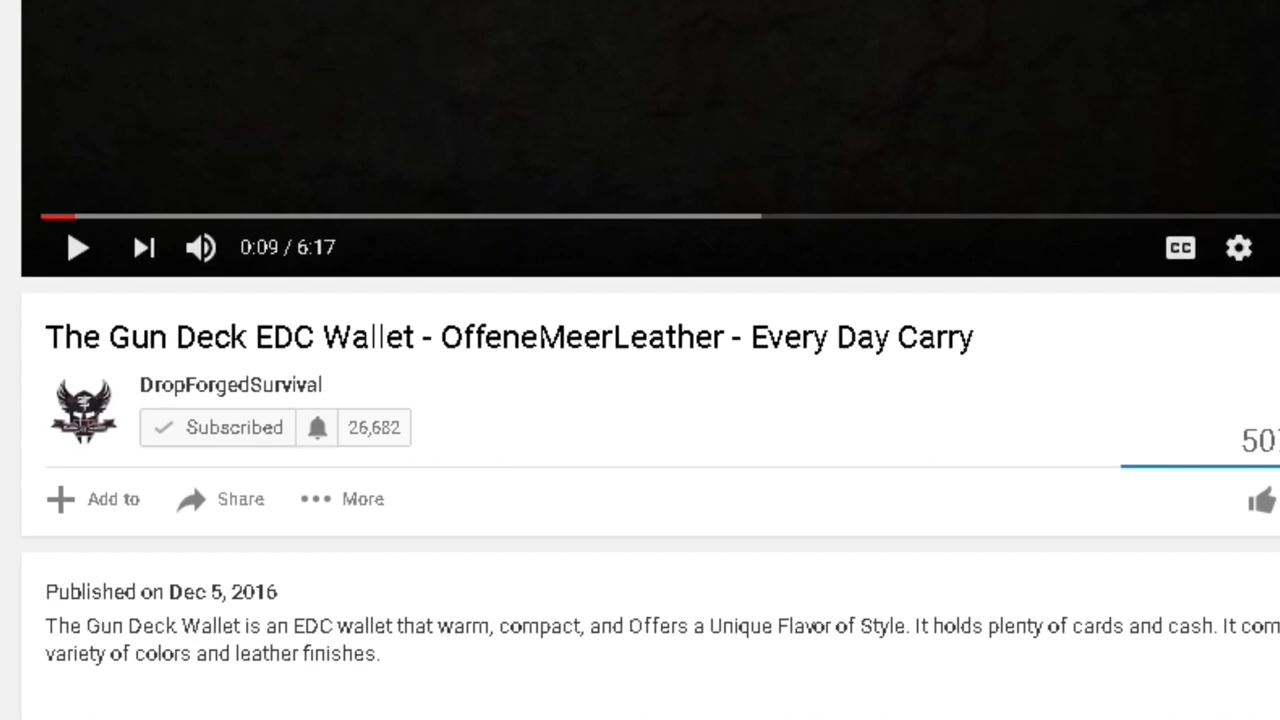 0:09 / 6:17
CC
The Gun Deck EDC Wallet - OffeneMeerLeather - Every Day Carry
DropForgedSurvival
Subscribed 26,682
50
Add to Share More
Published on Dec 5, 2016
The Gun Deck Wallet is an EDC wallet that warm, compact, and Offers a Unique Flavor of Style. It holds plenty of cards and cash. It com
variety of colors and leather finishes.